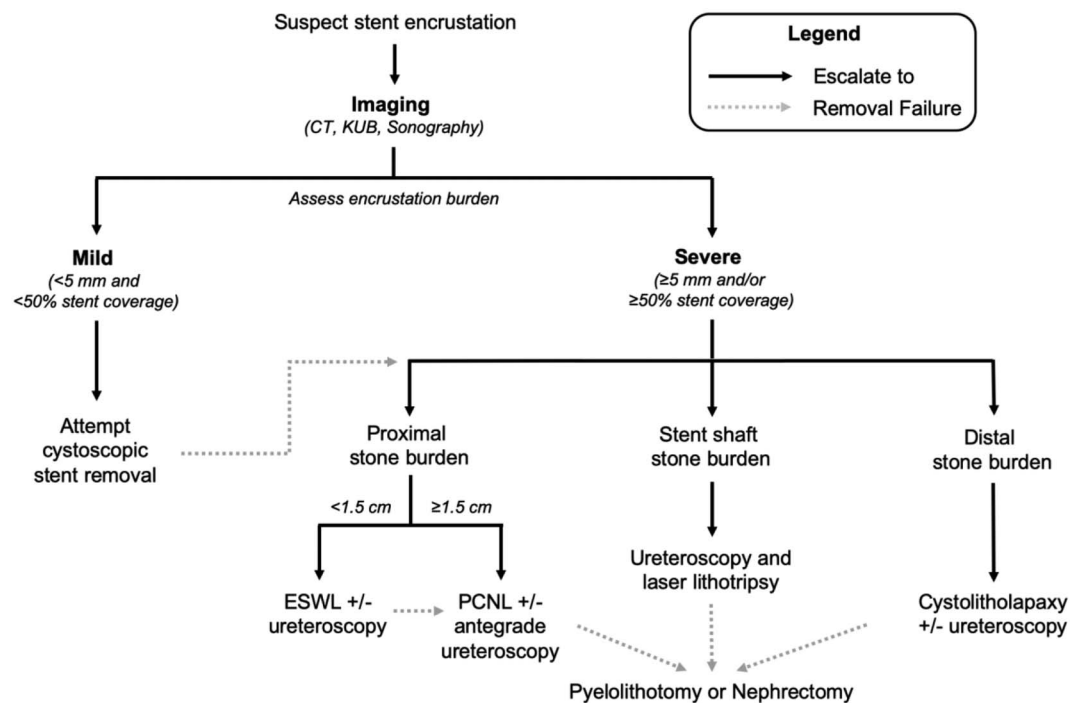 Suspect stent encrustation
Legend
Escalate to
Removal Failure
Imaging
(CT, KUB, Sonography)
Assess encrustation burden
Mild
(<5 mm and
<50% stent coverage)
Severe
(≥5 mm and/or
≥50% stent coverage)
Attempt
cystoscopic
stent removal
Proximal
stone burden
Stent shaft
stone burden
Distal
stone burden
<1.5 cm
≥1.5 cm
ESWL +/-
ureteroscopy
PCNL +/-
antegrade
ureteroscopy
Ureteroscopy and
laser lithotripsy
Cystolitholapaxy
+/- ureteroscopy
Pyelolithotomy or Nephrectomy